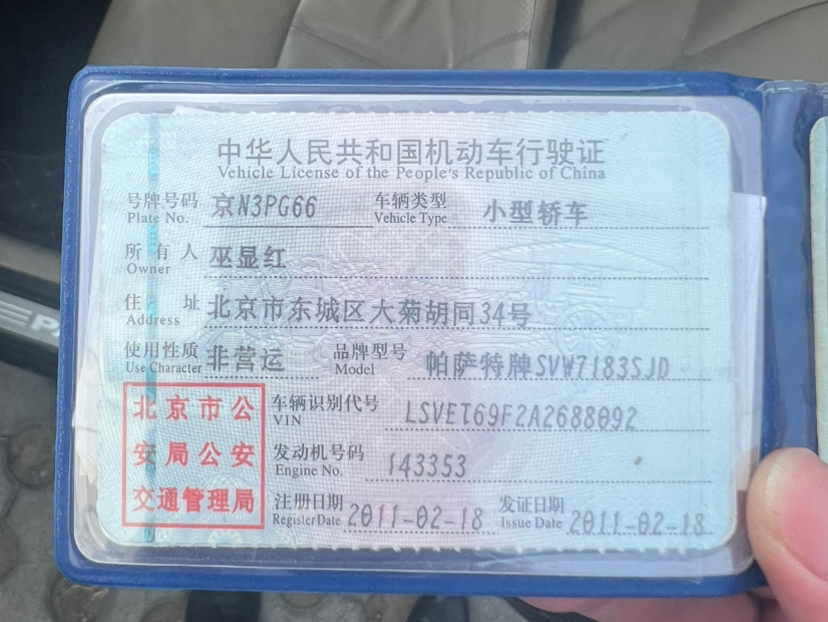 中华人民共和国机动车行驶证
Vehicle License of the People's Republic of China
号牌号码 京N3PG66 车辆类型 小型轿车
Plate No. Vehicle Type
所有人 巫显红
Owner
住址 北京市东城区大菊胡同34号
Address
使用性质 非营运 品牌型号 帕萨特牌SVW7183SJD
Use Character Model
北京市公 车辆识别代号 LSVET69F2A2688092
VIN
安局公安 发动机号码 143353
Engine No.
交通管理局 注册日期 2011-02-18 发证日期 2011-02-18
Register Date Issue Date